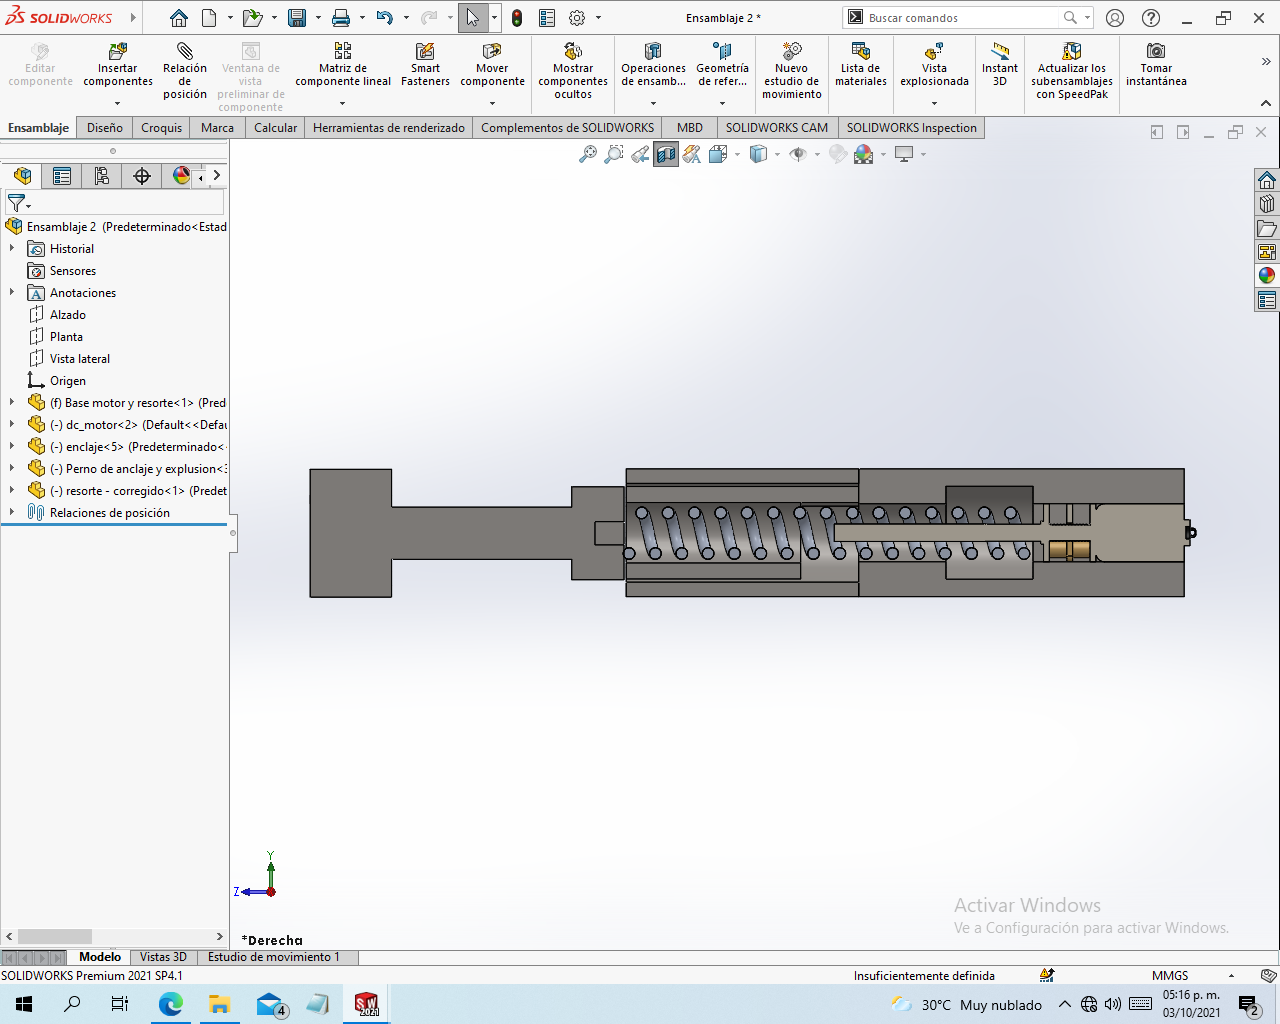 SOLIDWORKS
Ensamblaje 2 *
Buscar comandos
Editar componente
Insertar componentes
Relación de posición
Ventana de vista preliminar de componente
Matriz de componente lineal
Smart Fasteners
Mover componente
Mostrar componentes ocultos
Operaciones de ensamb...
Geometría de refer...
Nuevo estudio de movimiento
Lista de materiales
Vista explosionada
Instant 3D
Actualizar los subensamblajes con SpeedPak
Tomar instantánea
Ensamblaje
Diseño
Croquis
Marca
Calcular
Herramientas de renderizado
Complementos de SOLIDWORKS
MBD
SOLIDWORKS CAM
SOLIDWORKS Inspection
Ensamblaje 2 (Predeterminado<Estad
Historial
Sensores
Anotaciones
Alzado
Planta
Vista lateral
Origen
(f) Base motor y resorte<1> (Pred
(-) dc_motor<2> (Default<<Defau
(-) enclaje<5> (Predeterminado<
(-) Perno de anclaje y explusion<3
(-) resorte - corregido<1> (Predet
Relaciones de posición
Y
Z
*Derecha
Activar Windows
Ve a Configuración para activar Windows.
Modelo
Vistas 3D
Estudio de movimiento 1
SOLIDWORKS Premium 2021 SP4.1
Insuficientemente definida
MMGS
4
SW
2021
30°C Muy nublado
05:16 p. m.
03/10/2021
2